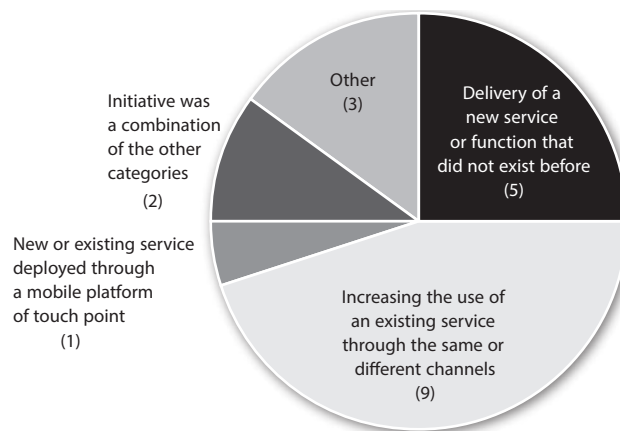 Other
(3)
Delivery of a
new service
or function that
did not exist before
(5)
Initiative was
a combination
of the other
categories
(2)
New or existing service
deployed through
a mobile platform
of touch point
(1)
Increasing the use of
an existing service
through the same or
different channels
(9)